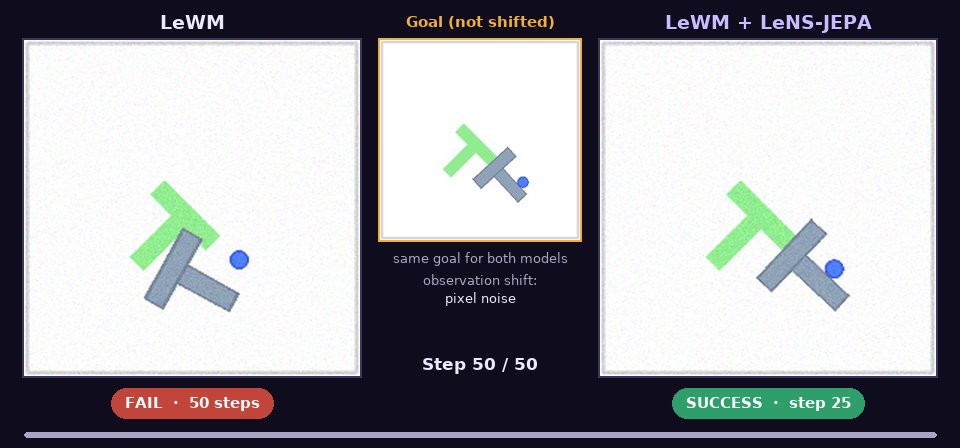 LeWM
Goal (not shifted)
LeWM + LeNS-JEPA
same goal for both models
observation shift:
pixel noise
Step 50 / 50
FAIL · 50 steps
SUCCESS · step 25